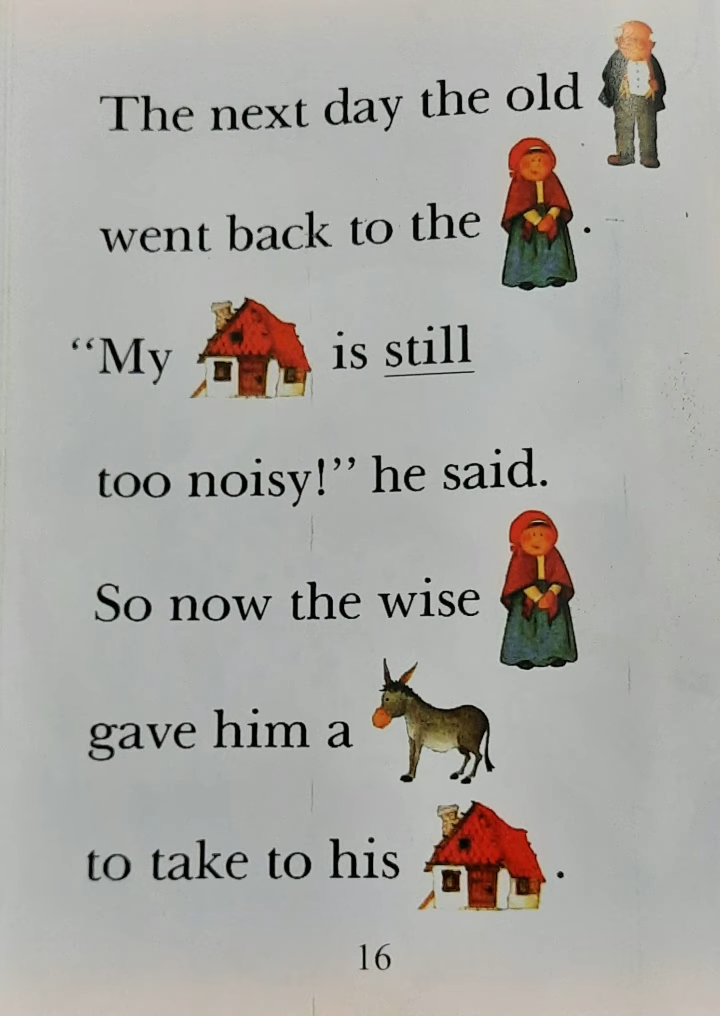 The next day the old
went back to the .
“My is still
too noisy!” he said.
So now the wise
gave him a
to take to his .
16